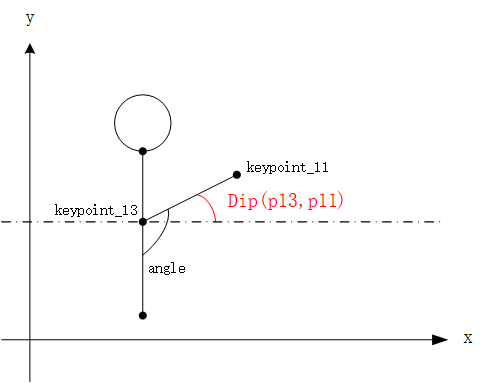 y
keypoint_11
Dip(p13,p11)
keypoint_13
angle
x